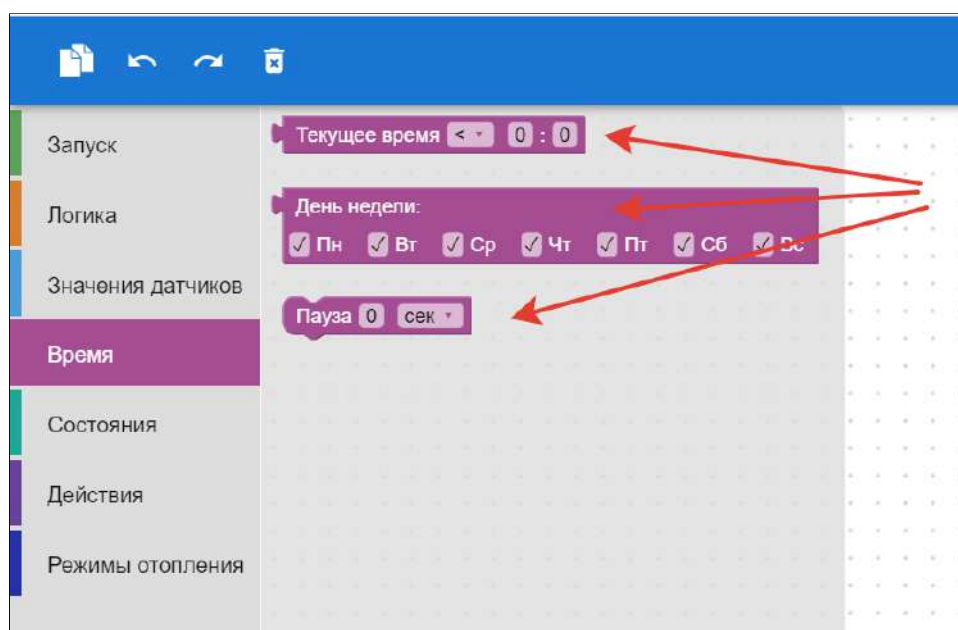 Запуск
Логика
Значения датчиков
Время
Состояния
Действия
Режимы отопления
Текущее время < 0 : 0
День недели:
Пн Вт Ср Чт Пт Сб Вс
Пауза 0 сек